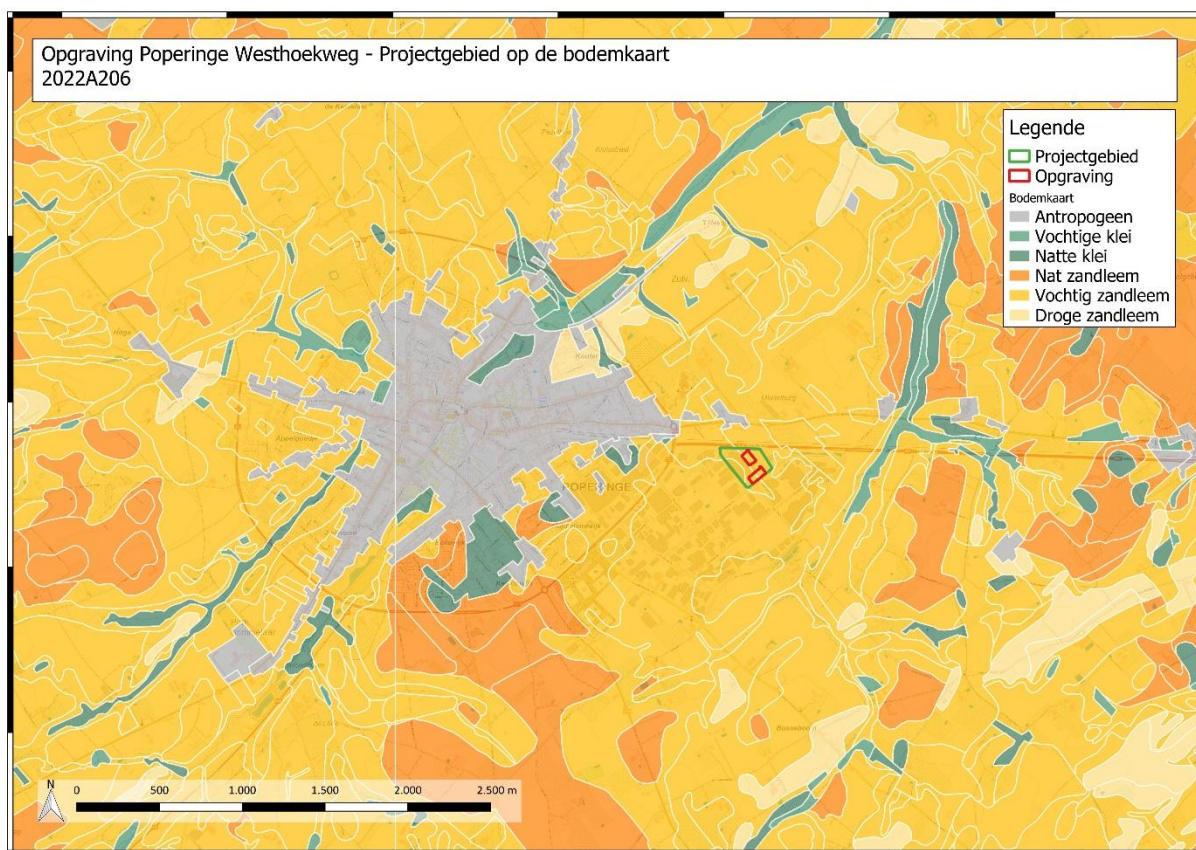 Opgraving Poperinge Westhoekweg - Projectgebied op de bodemkaart
2022A206
Legende
Projectgebied
Opgraving
Bodemkaart
Antropogeen
Vochtige klei
Natte klei
Nat zandleem
Vochtig zandleem
Droge zandleem
POPERINGE
N
0 500 1.000 1.500 2.000 2.500 m